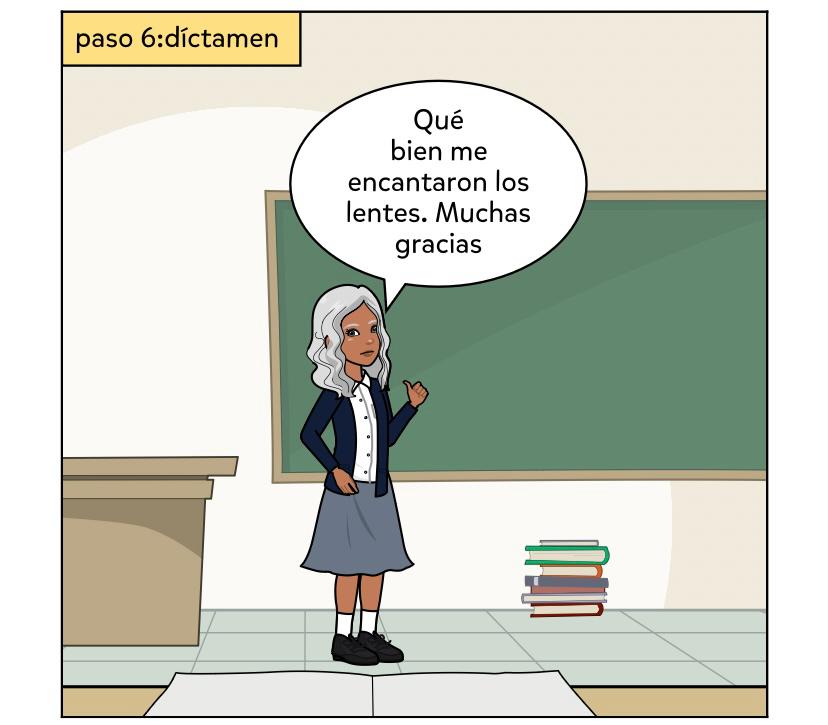 paso 6:díctamen
Qué
bien me
encantaron los
lentes. Muchas
gracias